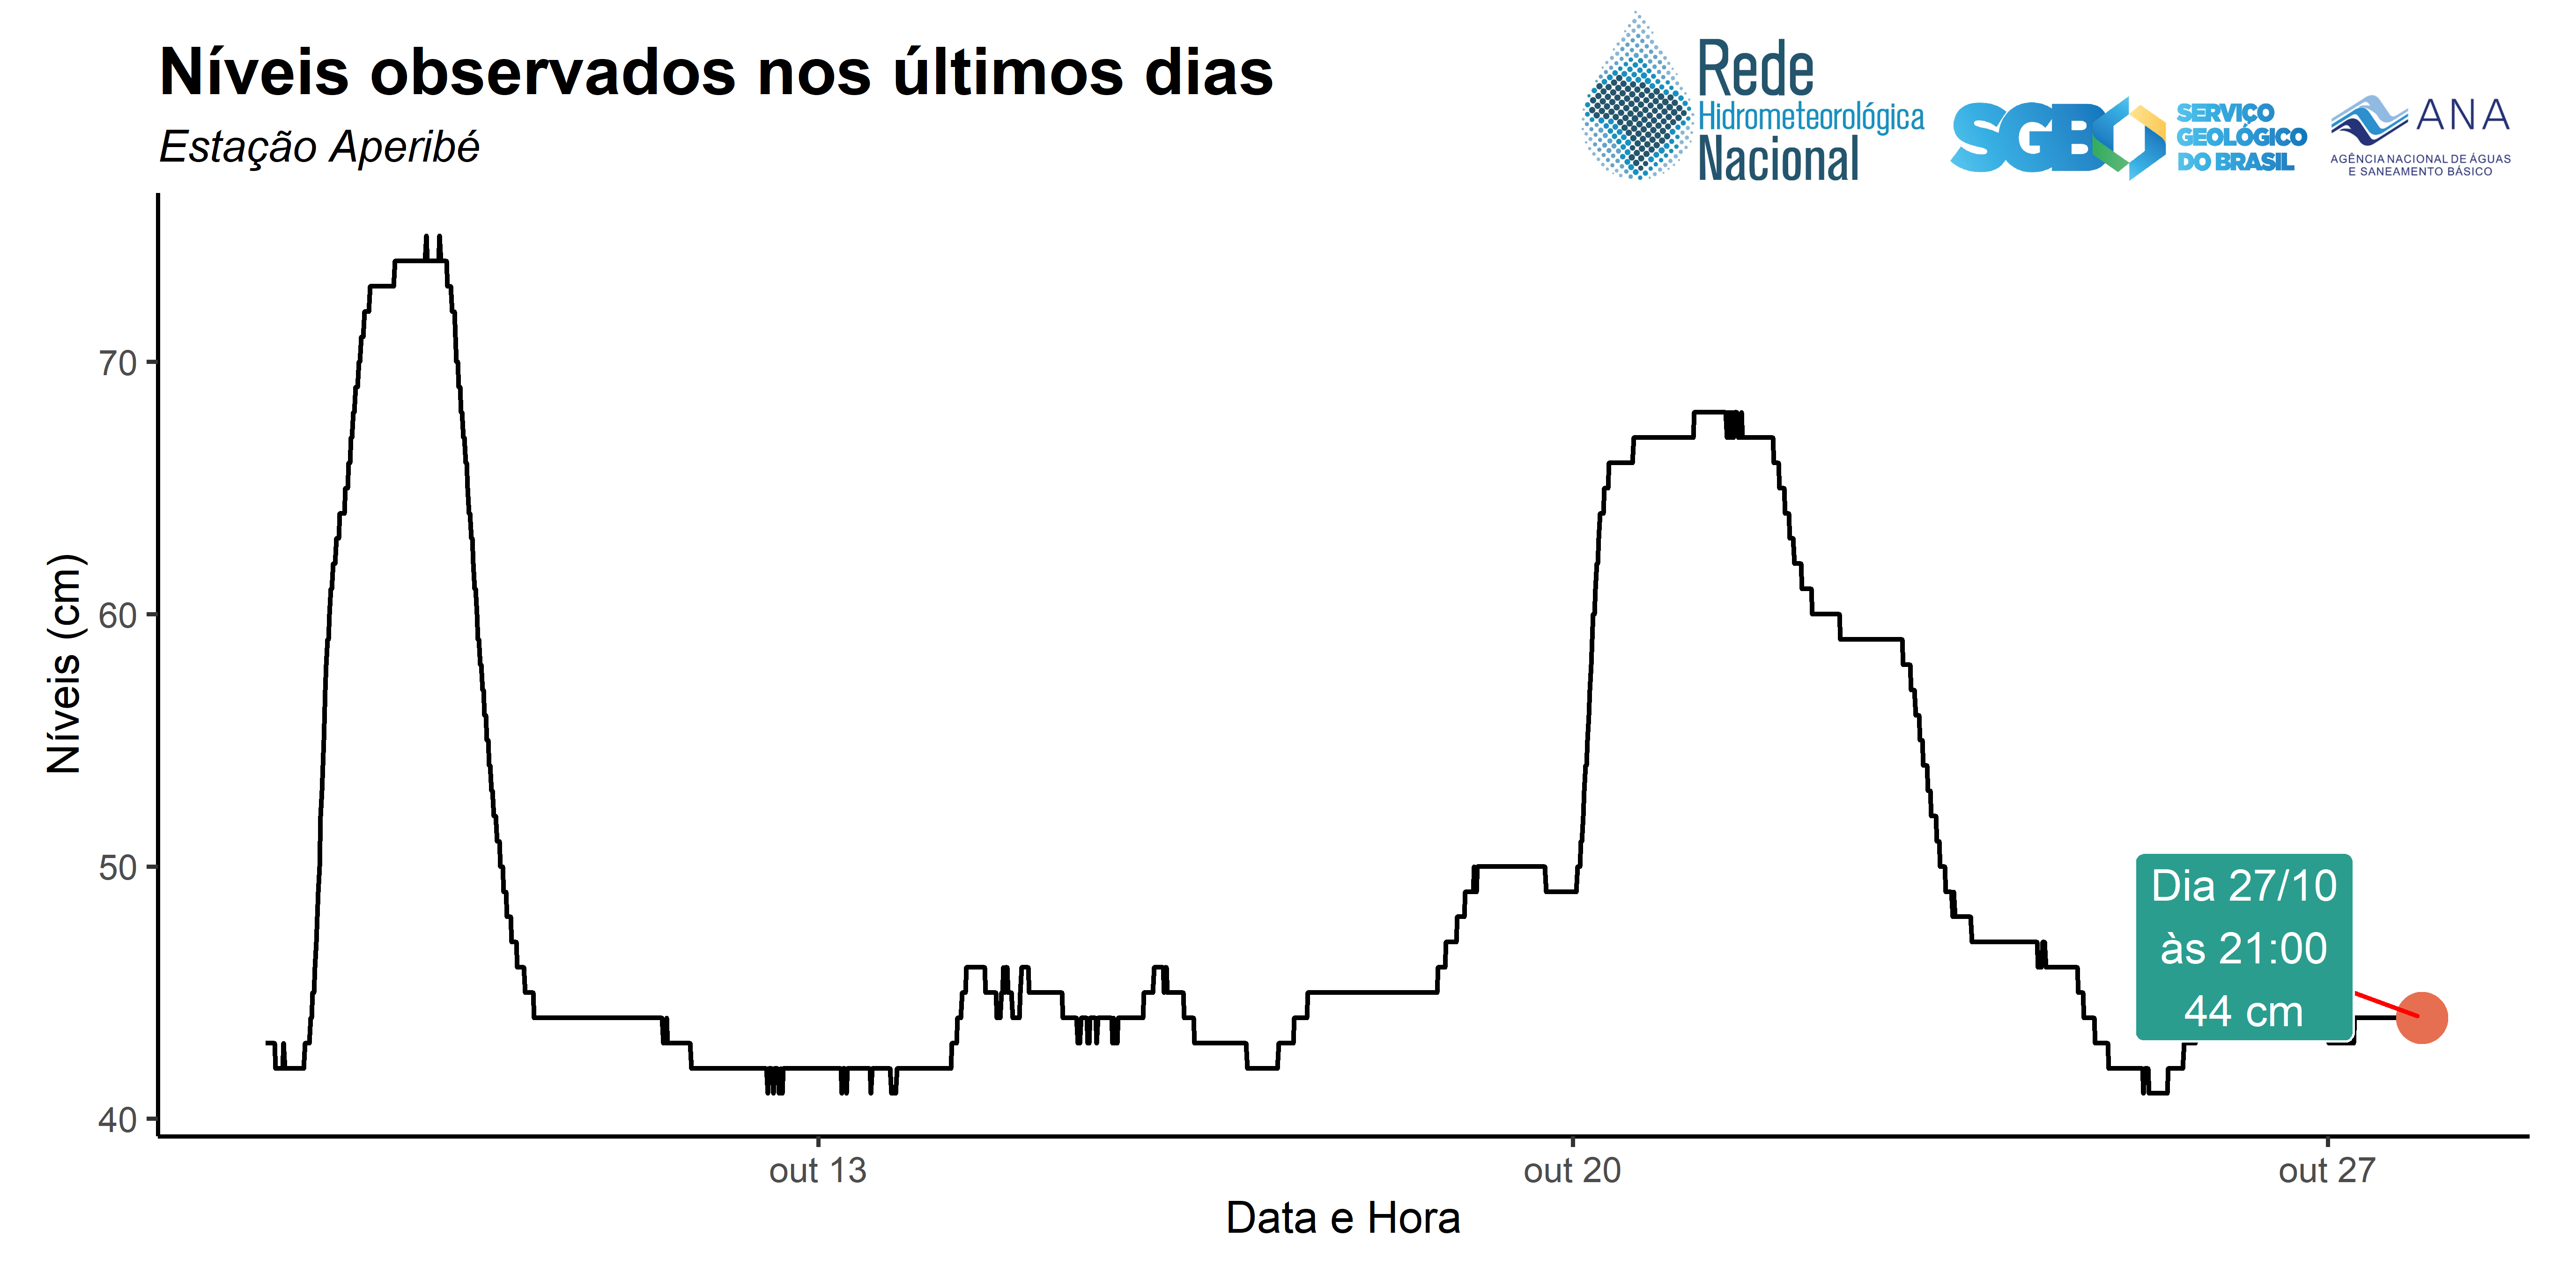 Níveis observados nos últimos dias
Estação Aperibé
Rede
Hidrometeorológica
Nacional
SGB
SERVIÇO
GEOLÓGICO
DO BRASIL
ANA
AGÊNCIA NACIONAL DE ÁGUAS
E SANEAMENTO BÁSICO
Níveis (cm)
70
60
50
40
Dia 27/10
às 21:00
44 cm
out 13
out 20
out 27
Data e Hora